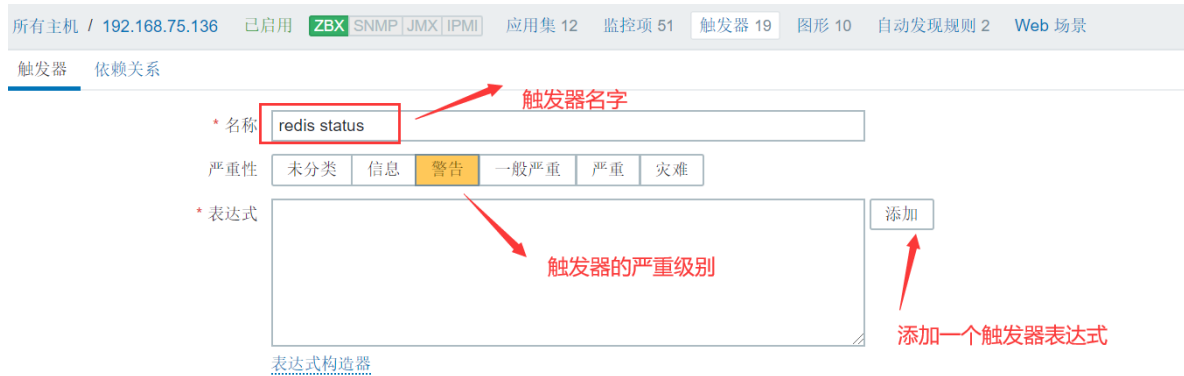 所有主机 / 192.168.75.136 已启用 ZBX SNMP JMX IPMI 应用集 12 监控项 51 触发器 19 图形 10 自动发现规则 2 Web 场景
触发器 依赖关系
触发器名字
* 名称 redis status
严重性 未分类 信息 警告 一般严重 严重 灾难
* 表达式 添加
触发器的严重级别
添加一个触发器表达式
表达式构造器